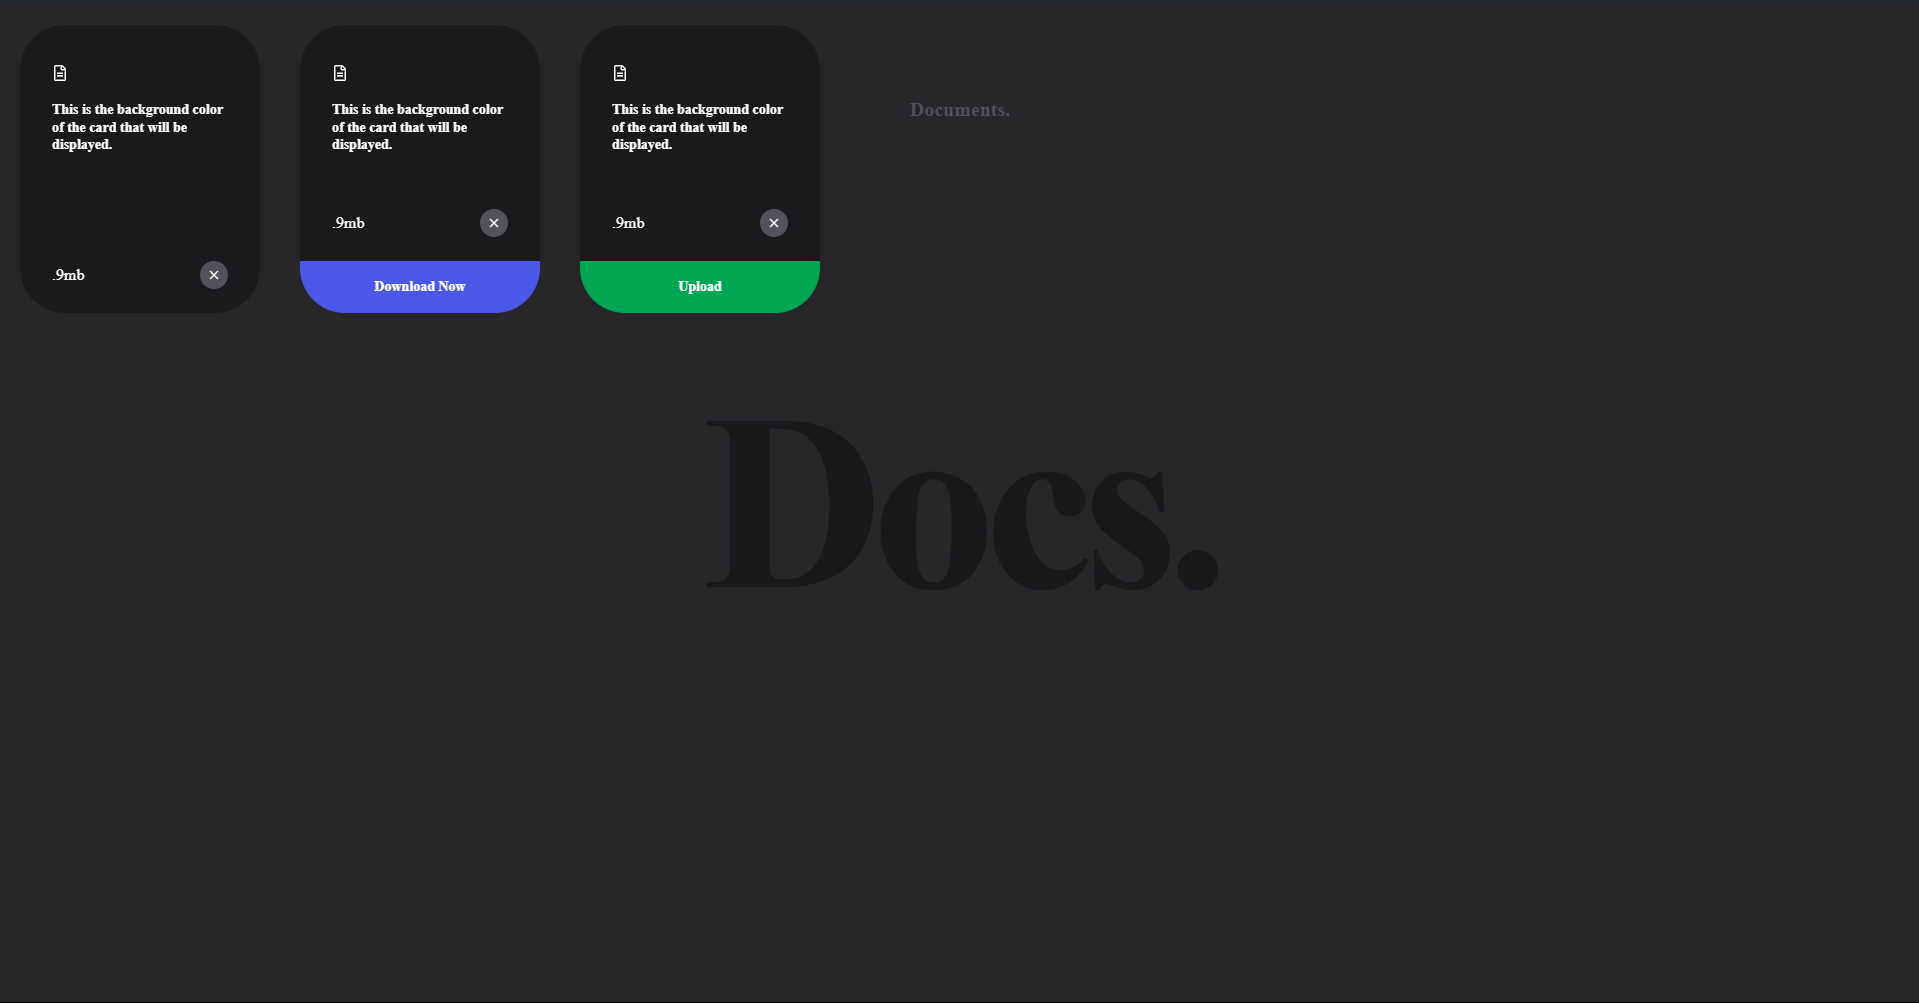 This is the background color
of the card that will be
displayed.
.9mb
This is the background color
of the card that will be
displayed.
.9mb
Download Now
This is the background color
of the card that will be
displayed.
.9mb
Upload
Documents.
Docs.